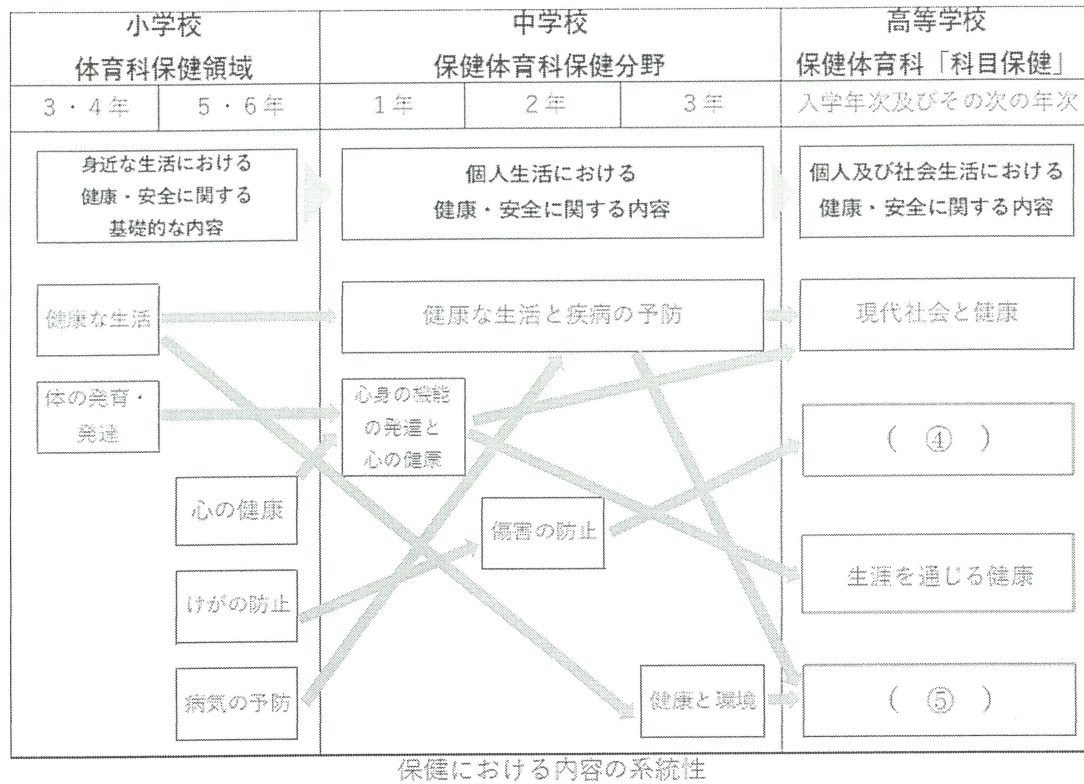 小学校
体育科保健領域
中学校
保健体育科保健分野
高等学校
保健体育科「科目保健」
3・4年
5・6年
1年
2年
3年
入学年次及びその次の年次
身近な生活における
健康・安全に関する
基礎的な内容
個人生活における
健康・安全に関する内容
個人及び社会生活における
健康・安全に関する内容
健康な生活
健康な生活と疾病の予防
現代社会と健康
体の発育・
発達
心身の機能
の発達と
心の健康
( ④ )
心の健康
傷害の防止
生涯を通じる健康
けがの防止
病気の予防
健康と環境
( ⑤ )
保健における内容の系統性